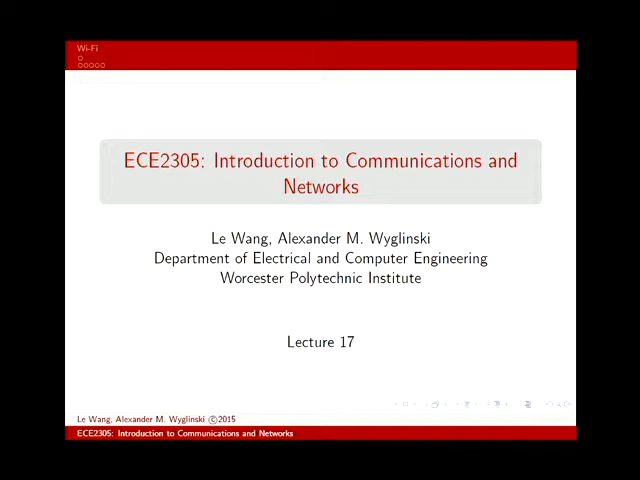 Wi-Fi
ECE2305: Introduction to Communications and
Networks
Le Wang, Alexander M. Wyglinski
Department of Electrical and Computer Engineering
Worcester Polytechnic Institute
Lecture 17
Le Wang, Alexander M. Wyglinski ©2015
ECE2305: Introduction to Communications and Networks